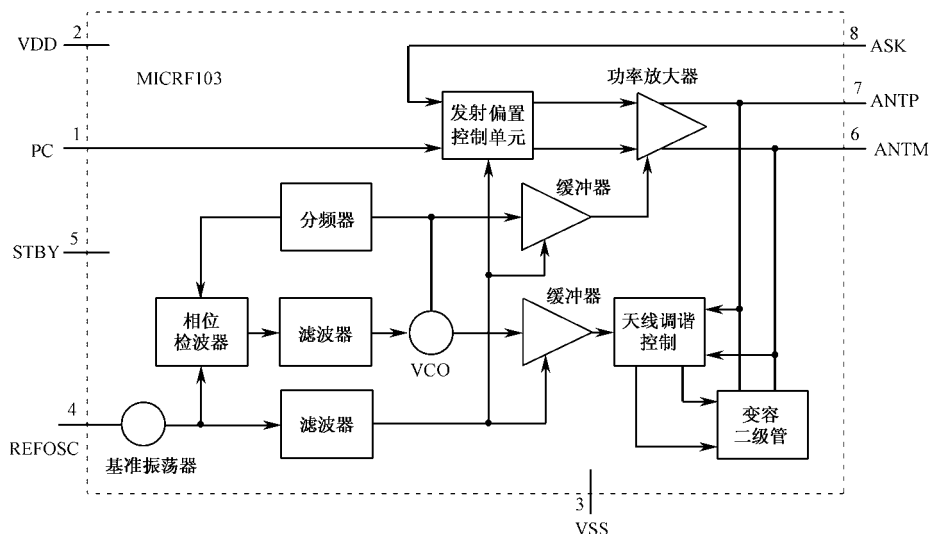 2
VDD
MICRF103
8
ASK
功率放大器
7
ANTP
发射偏置
控制单元
1
PC
6
ANTM
缓冲器
分频器
5
STBY
缓冲器
相位
检波器
滤波器
VCO
天线调谐
控制
4
REFOSC
基准振荡器
滤波器
变容
二级管
3
VSS